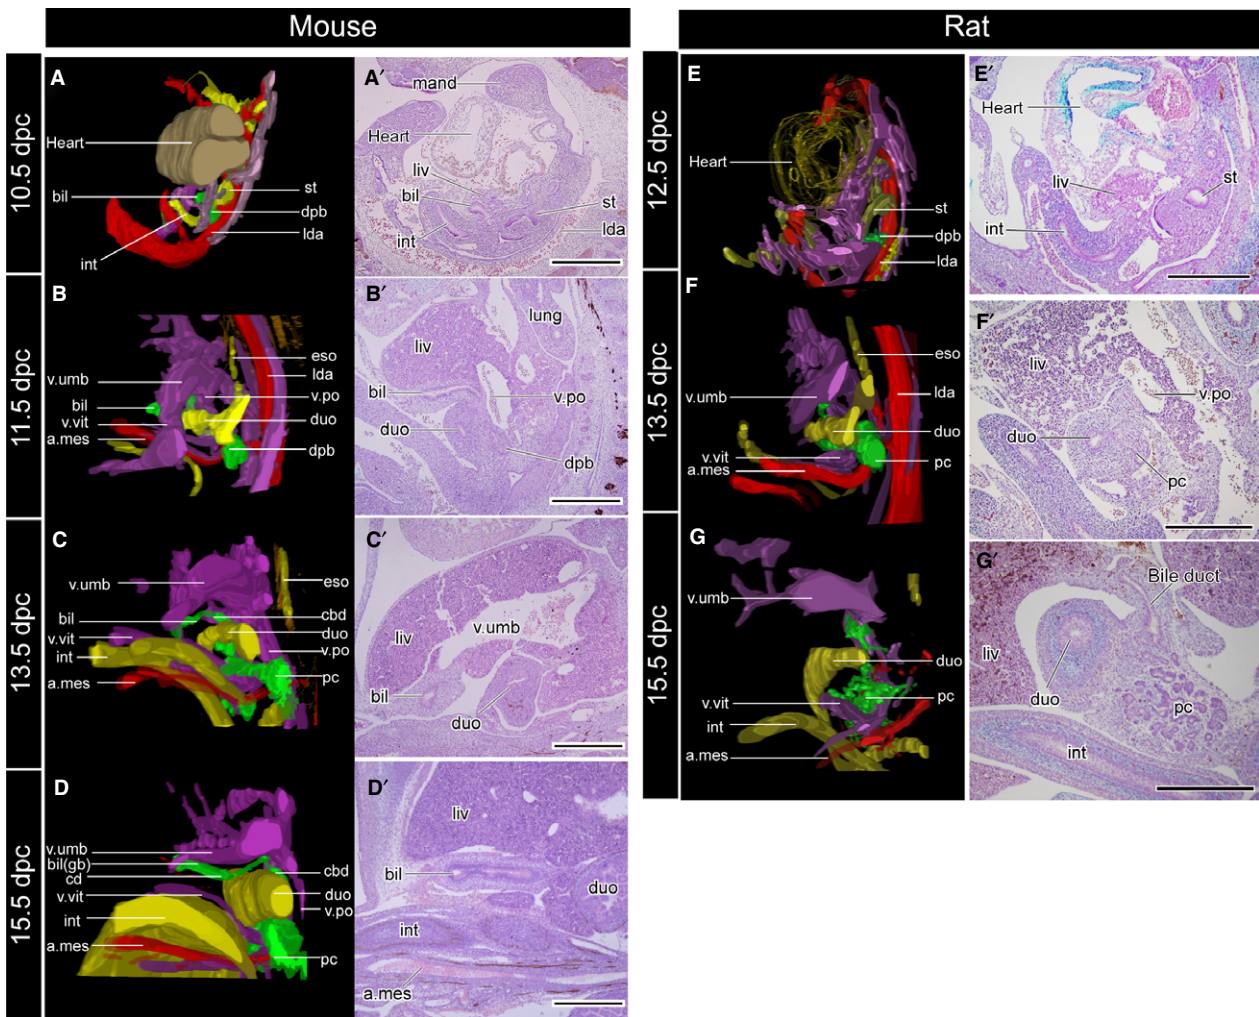 Mouse
Rat
10.5 dpc
A
Heart
bil
int
st
dpb
lda
A′
mand
Heart
liv
bil
int
st
lda
11.5 dpc
B
v.umb
bil
v.vit
a.mes
eso
lda
v.po
duo
dpb
B′
lung
liv
bil
v.po
duo
dpb
13.5 dpc
C
v.umb
bil
v.vit
int
a.mes
eso
cbd
duo
v.po
pc
C′
liv
v.umb
bil
duo
15.5 dpc
D
v.umb
bil(gb)
cd
v.vit
int
a.mes
cbd
duo
v.po
pc
D′
liv
bil
duo
int
a.mes
12.5 dpc
E
Heart
st
dpb
lda
E′
Heart
liv
st
int
13.5 dpc
F
v.umb
v.vit
a.mes
eso
lda
duo
pc
F′
liv
v.po
duo
pc
15.5 dpc
G
v.umb
v.vit
int
a.mes
duo
pc
G′
Bile duct
liv
duo
pc
int